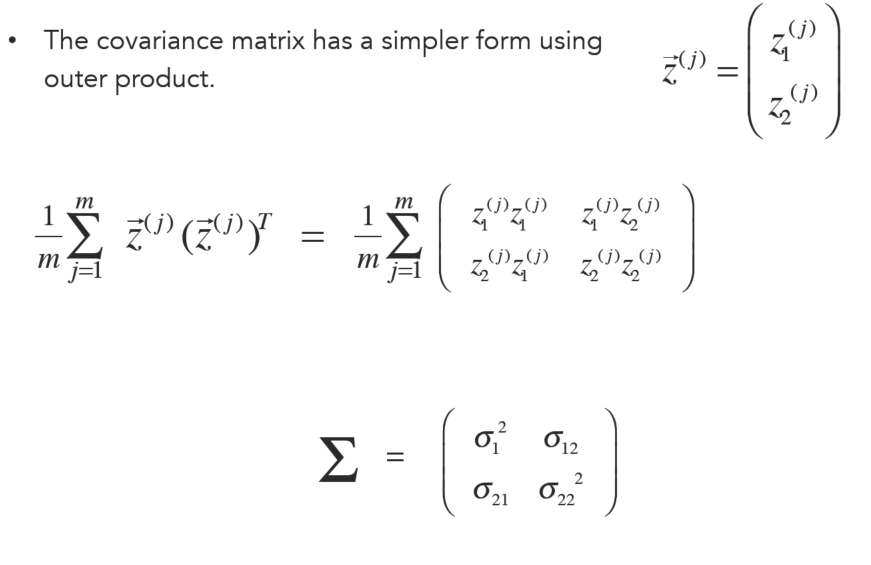 • The covariance matrix has a simpler form using
outer product.
$\vec{z}^{(j)} = \begin{pmatrix} z_1^{(j)} \\ z_2^{(j)} \end{pmatrix}$
$\frac{1}{m} \sum_{j=1}^{m} \vec{z}^{(j)} (\vec{z}^{(j)})^T = \frac{1}{m} \sum_{j=1}^{m} \begin{pmatrix} z_1^{(j)} z_1^{(j)} & z_1^{(j)} z_2^{(j)} \\ z_2^{(j)} z_1^{(j)} & z_2^{(j)} z_2^{(j)} \end{pmatrix}$
$\Sigma = \begin{pmatrix} \sigma_1^2 & \sigma_{12} \\ \sigma_{21} & \sigma_{22}^2 \end{pmatrix}$